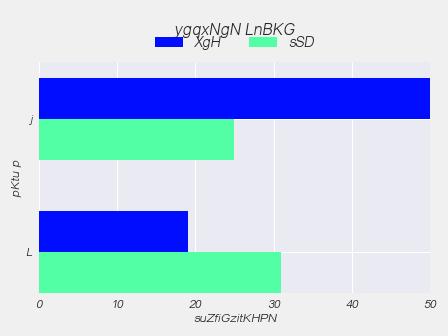 ygqxNgN LnBKG
XgH sSD
pKtu p
j
L
0 10 20 30 40 50
suZfiGzitKHPN